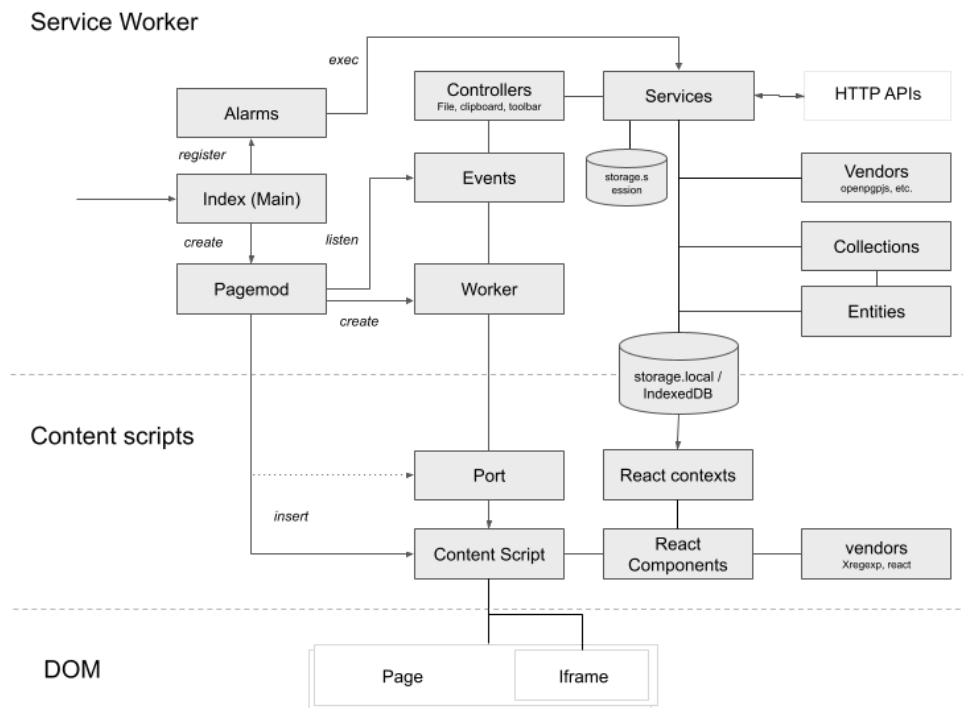 Service Worker
exec
Controllers
File, clipboard, toolbar
Services
HTTP APIs
Alarms
register
Events
storage.s
ession
Vendors
openpgpjs, etc.
Index (Main)
create
listen
Collections
Pagemod
Worker
create
Entities
storage.local /
IndexedDB
Content scripts
Port
React contexts
insert
Content Script
React
Components
vendors
Xregexp, react
DOM
Page
Iframe